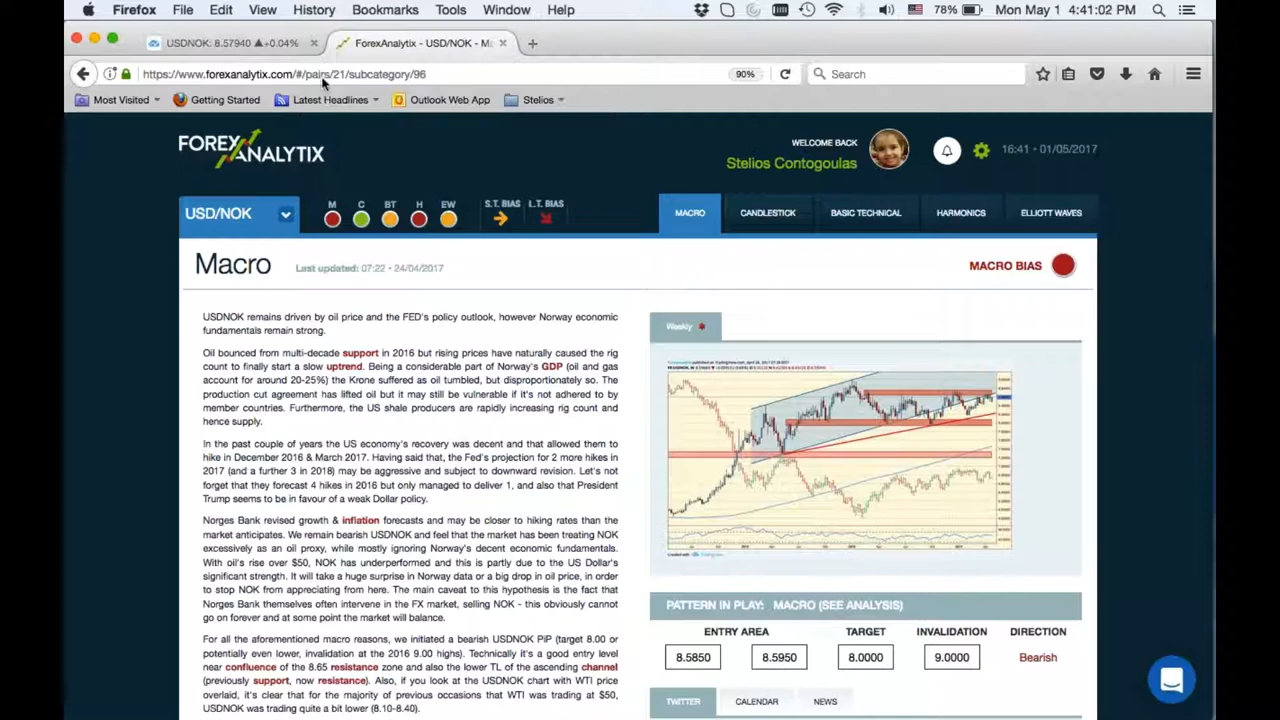 Firefox File Edit View History Bookmarks Tools Window Help 78% Mon May 1 4:41:02 PM
USDNOK: 8.57940 ▲+0.04% × ForexAnalytix - USD/NOK - Ma × +
https://www.forexanalytix.com/#/pairs/21/subcategory/96 90% Search
Most Visited Getting Started Latest Headlines Outlook Web App Stelios
FOREX ANALYTIX
WELCOME BACK
Stelios Contogoulas
16:41 • 01/05/2017
USD/NOK
M C BT H EW S.T. BIAS L.T. BIAS
MACRO CANDLESTICK BASIC TECHNICAL HARMONICS ELLIOTT WAVES
Macro Last updated: 07:22 • 24/04/2017 MACRO BIAS
USDNOK remains driven by oil price and the FED's policy outlook, however Norway economic
fundamentals remain strong.
Oil bounced from multi-decade support in 2016 but rising prices have naturally caused the rig
count to finally start a slow uptrend. Being a considerable part of Norway's GDP (oil and gas
account for around 20-25%) the Krone suffered as oil tumbled, but disproportionately so. The
production cut agreement has lifted oil but it may still be vulnerable if it's not adhered to by
member countries. Furthermore, the US shale producers are rapidly increasing rig count and
hence supply.
In the past couple of years the US economy's recovery was decent and that allowed them to
hike in December 2016 & March 2017. Having said that, the Fed's projection for 2 more hikes in
2017 (and a further 3 in 2018) may be aggressive and subject to downward revision. Let's not
forget that they forecast 4 hikes in 2016 but only managed to deliver 1, and also that President
Trump seems to be in favour of a weak Dollar policy.
Norges Bank revised growth & inflation forecasts and may be closer to hiking rates than the
market anticipates. We remain bearish USDNOK and feel that the market has been treating NOK
excessively as an oil proxy, while mostly ignoring Norway's decent economic fundamentals.
With oil's rise over $50, NOK has underperformed and this is partly due to the US Dollar's
significant strength. It will take a huge surprise in Norway data or a big drop in oil price, in order
to stop NOK from appreciating from here. The main caveat to this hypothesis is the fact that
Norges Bank themselves often intervene in the FX market, selling NOK - this obviously cannot
go on forever and at some point the market will balance.
For all the aforementioned macro reasons, we initiated a bearish USDNOK PiP (target 8.00 or
potentially even lower, invalidation at the 2016 9.00 highs). Technically it's a good entry level
near confluence of the 8.65 resistance zone and also the lower TL of the ascending channel
(previously support, now resistance). Also, if you look at the USDNOK chart with WTI price
overlaid, it's clear that for the majority of previous occasions that WTI was trading at $50,
USDNOK was trading quite a bit lower (8.10-8.40).
Weekly *
PATTERN IN PLAY: MACRO (SEE ANALYSIS)
ENTRY AREA TARGET INVALIDATION DIRECTION
8.5850 8.5950 8.0000 9.0000 Bearish
TWITTER CALENDAR NEWS